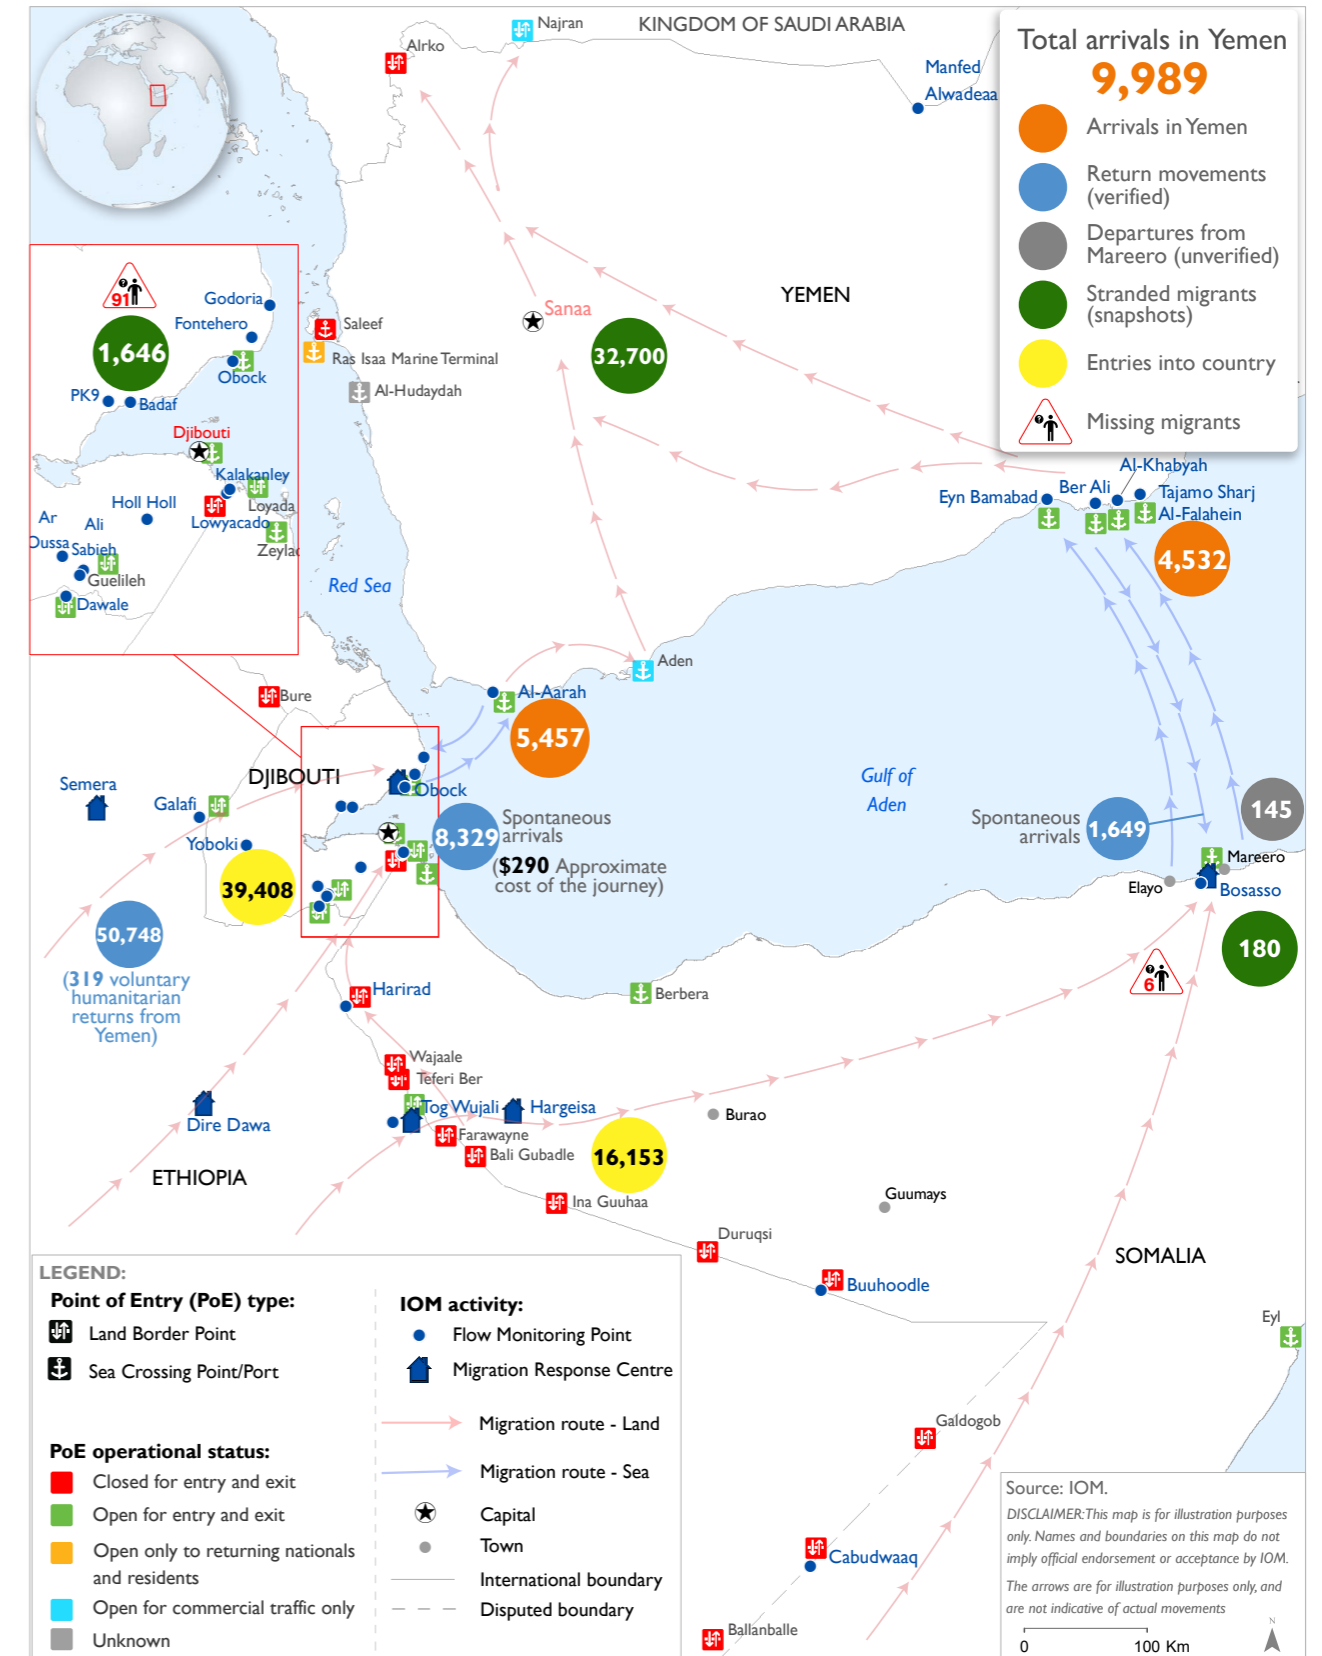 Najran
KINGDOM OF SAUDI ARABIA
Alrko
Manfed
Alwadeaa
Total arrivals in Yemen
9,989
Arrivals in Yemen
Return movements
(verified)
Departures from
Mareero (unverified)
Stranded migrants
(snapshots)
Entries into country
Missing migrants
91
Godoria
Fontehero
1,646
Obock
PK9
Badaf
Djibouti
Kalakanley
Holl Holl
Loyada
Lowyacado
Ar
Oussa
Ali
Sabieh
Zeylac
Guelileh
Dawale
YEMEN
Sanaa
Saleef
Ras Isaa Marine Terminal
32,700
Al-Hudaydah
Al-Khabyah
Eyn Bamabad
Ber Ali
Tajamo Sharj
Al-Falahein
4,532
Red Sea
Aden
Bure
Al-Aarah
5,457
DJIBOUTI
Semera
Obock
Galafi
Gulf of
Aden
Yoboki
8,329
Spontaneous
arrivals
($290 Approximate
cost of the journey)
Spontaneous
arrivals
1,649
145
Mareero
Elayo
Bosasso
39,408
50,748
(319 voluntary
humanitarian
returns from
Yemen)
180
6
Harirad
Berbera
Wajaale
Teferi Ber
Tog Wujali
Hargeisa
Dire Dawa
Burao
Farawayne
Bali Gubadle
16,153
ETHIOPIA
Ina Guuhaa
Guumays
Duruqsi
SOMALIA
Buuhoodle
Eyl
Galdogob
Cabudwaaq
Ballanballe
LEGEND:
Point of Entry (PoE) type:
Land Border Point
Sea Crossing Point/Port
PoE operational status:
Closed for entry and exit
Open for entry and exit
Open only to returning nationals
and residents
Open for commercial traffic only
Unknown
IOM activity:
Flow Monitoring Point
Migration Response Centre
Migration route - Land
Migration route - Sea
Capital
Town
International boundary
Disputed boundary
Source: IOM.
DISCLAIMER:This map is for illustration purposes
only. Names and boundaries on this map do not
imply official endorsement or acceptance by IOM.
The arrows are for illustration purposes only, and
are not indicative of actual movements
N
0 100 Km